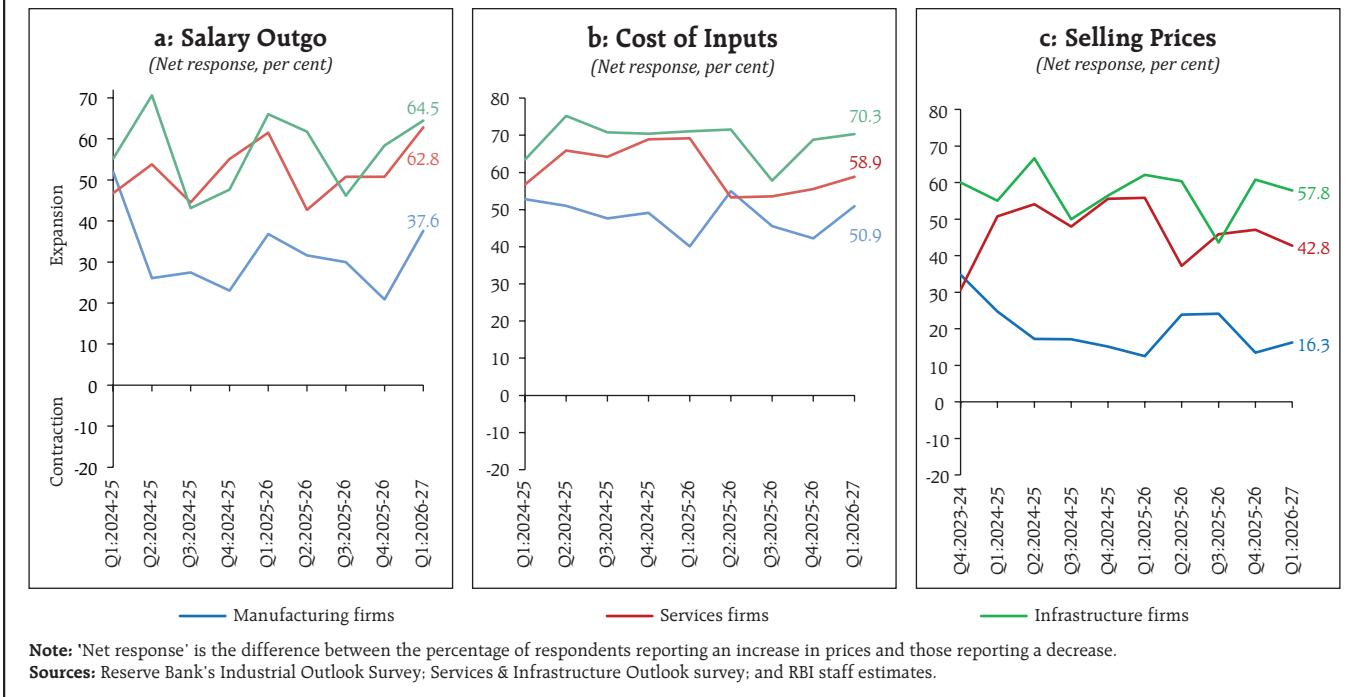 a: Salary Outgo
(Net response, per cent)
Expansion
Contraction
70
60
50
40
30
20
10
0
-10
-20
64.5
62.8
37.6
Q1:2024-25
Q2:2024-25
Q3:2024-25
Q4:2024-25
Q1:2025-26
Q2:2025-26
Q3:2025-26
Q4:2025-26
Q1:2026-27
b: Cost of Inputs
(Net response, per cent)
80
70
60
50
40
30
20
10
0
-10
-20
70.3
58.9
50.9
Q1:2024-25
Q2:2024-25
Q3:2024-25
Q4:2024-25
Q1:2025-26
Q2:2025-26
Q3:2025-26
Q4:2025-26
Q1:2026-27
c: Selling Prices
(Net response, per cent)
80
70
60
50
40
30
20
10
0
-10
-20
57.8
42.8
16.3
Q4:2023-24
Q1:2024-25
Q2:2024-25
Q3:2024-25
Q4:2024-25
Q1:2025-26
Q2:2025-26
Q3:2025-26
Q4:2025-26
Q1:2026-27
Manufacturing firms
Services firms
Infrastructure firms
Note: 'Net response' is the difference between the percentage of respondents reporting an increase in prices and those reporting a decrease.
Sources: Reserve Bank's Industrial Outlook Survey; Services & Infrastructure Outlook survey; and RBI staff estimates.